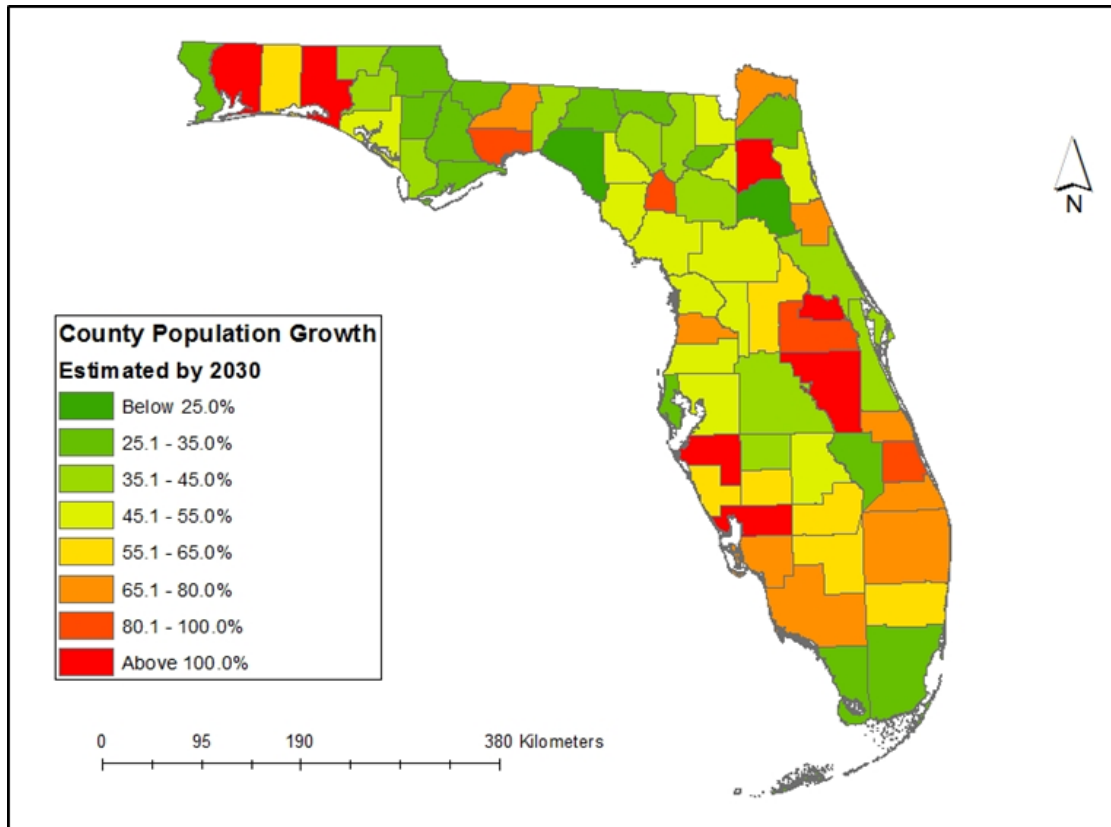 N
County Population Growth
Estimated by 2030
Below 25.0%
25.1 - 35.0%
35.1 - 45.0%
45.1 - 55.0%
55.1 - 65.0%
65.1 - 80.0%
80.1 - 100.0%
Above 100.0%
0 95 190 380 Kilometers